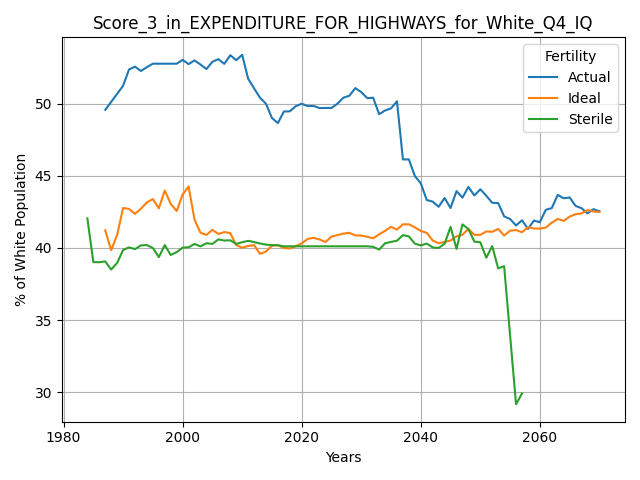 Score_3_in_EXPENDITURE_FOR_HIGHWAYS_for_White_Q4_IQ
Fertility
Actual
Ideal
Sterile
% of White Population
50
45
40
35
30
1980
2000
2020
2040
2060
Years